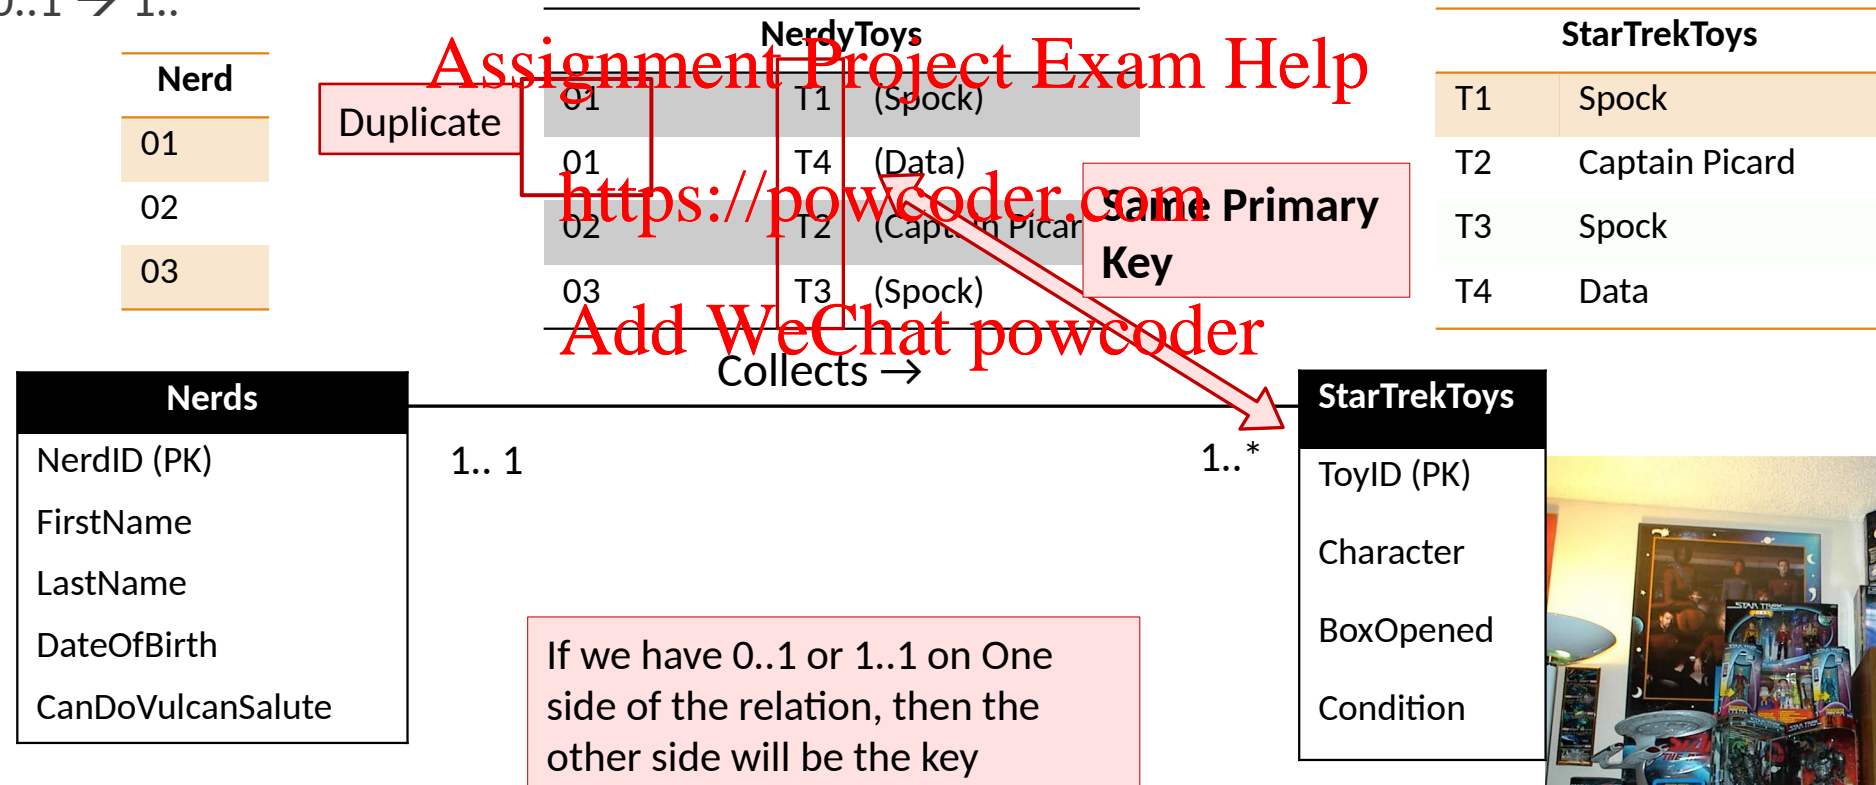 NerdyToys
StarTrekToys
Assignment Project Exam Help
Nerd
Duplicate
01 T1 (Spock)
T1 Spock
01
01 T4 (Data)
T2 Captain Picard
https://powcoder.com
Same Primary
Key
02
02 T2 (Captain Picar
T3 Spock
03
03 T3 (Spock)
T4 Data
Add WeChat powcoder
Collects →
Nerds
StarTrekToys
1.. 1
1..*
NerdID (PK)
FirstName
LastName
DateOfBirth
CanDoVulcanSalute
ToyID (PK)
Character
BoxOpened
Condition
If we have 0..1 or 1..1 on One
side of the relation, then the
other side will be the key
STAR TREK